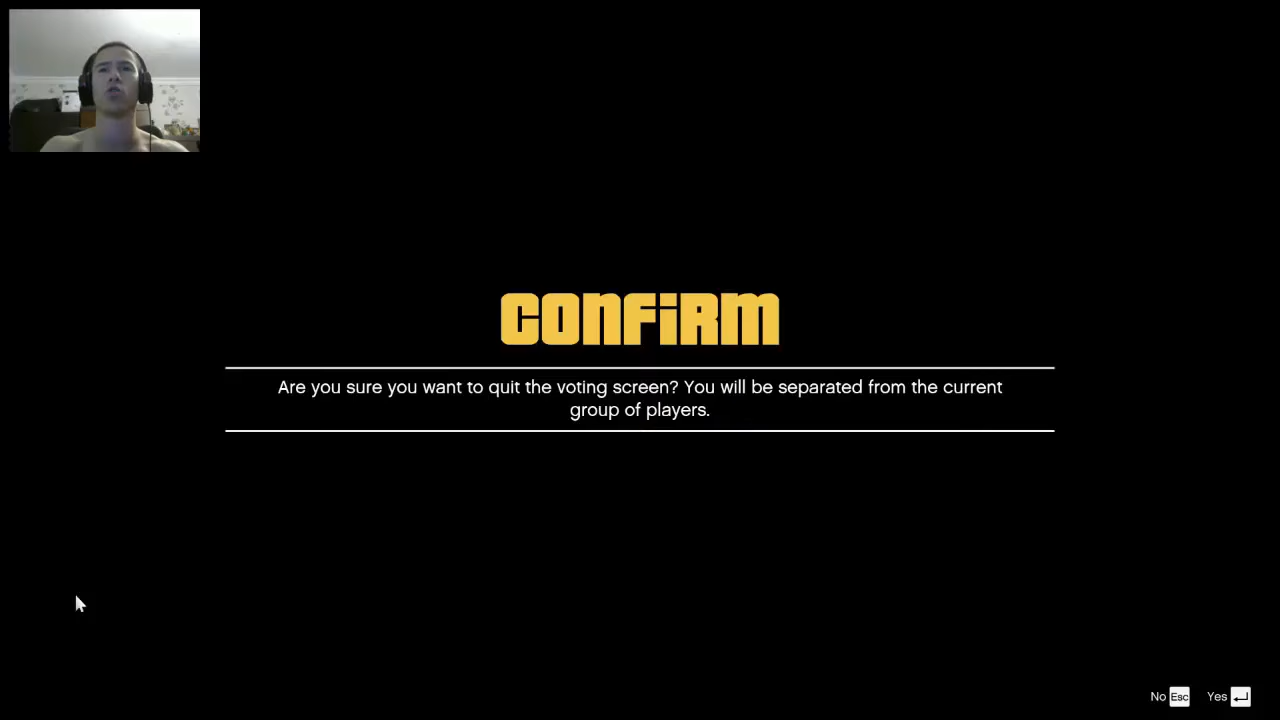 CONFIRM
Are you sure you want to quit the voting screen? You will be separated from the current
group of players.
No Esc Yes